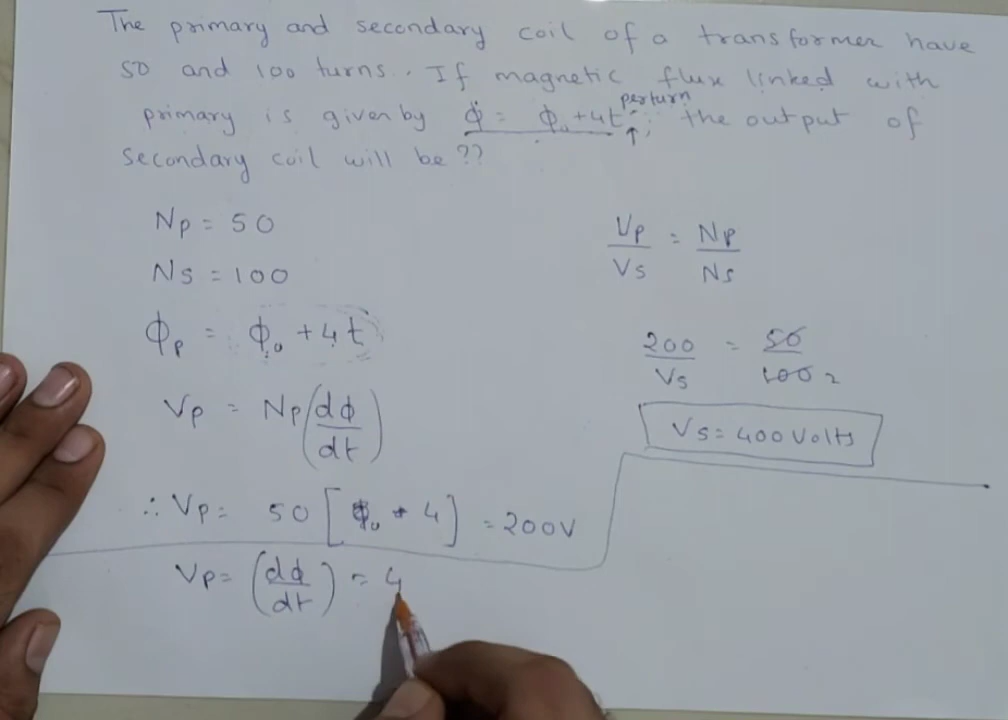 The primary and secondary coil of a transformer have
50 and 100 turns. If magnetic flux linked with
per turn
primary is given by ϕ = ϕ₀ + 4t ; the output of
secondary coil will be ??
Np = 50
Ns = 100
ϕp = ϕ₀ + 4t
Vp = Np (dϕ/dt)
∴ Vp = 50 [ϕ₀ + 4] = 200V
Vp = (dϕ/dt) = 4
Vp/Vs = Np/Ns
200/Vs = 50/100 2
Vs = 400 Volts